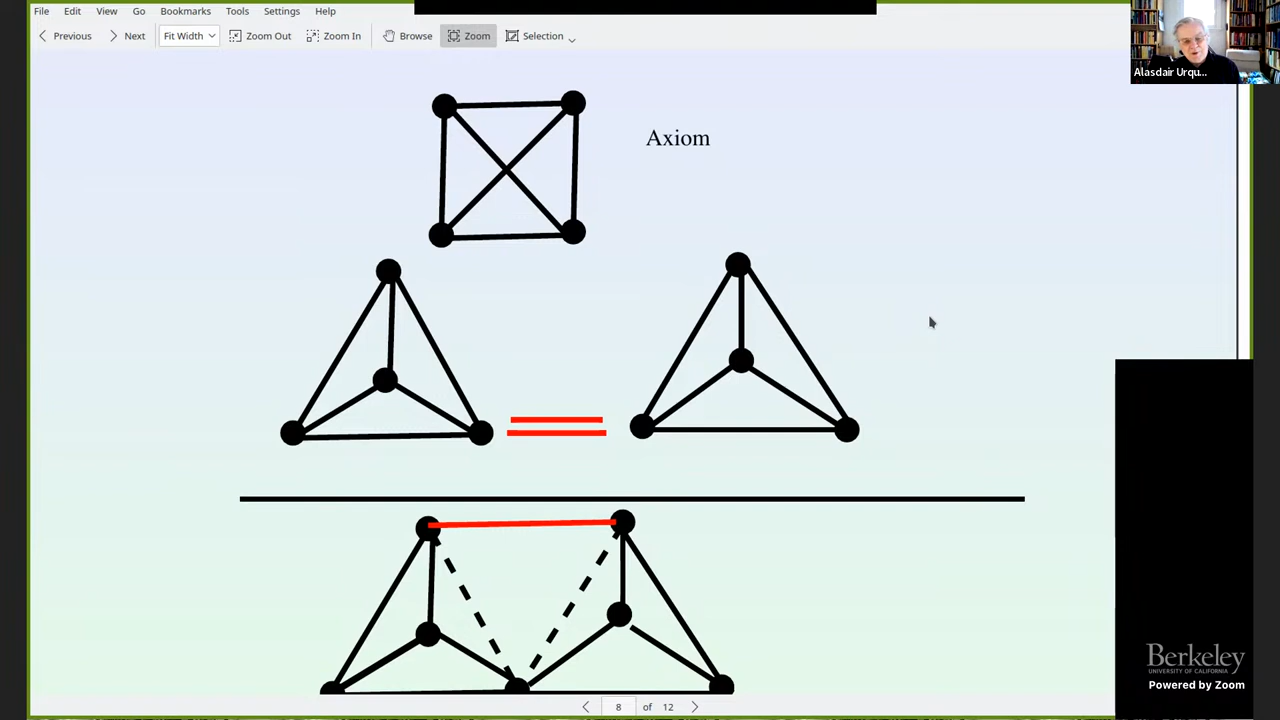 File Edit View Go Bookmarks Tools Settings Help
Previous Next Fit Width Zoom Out Zoom In Browse Zoom Selection
Alasdair Urqu...
Axiom
Berkeley
UNIVERSITY OF CALIFORNIA
Powered by Zoom
8 of 12